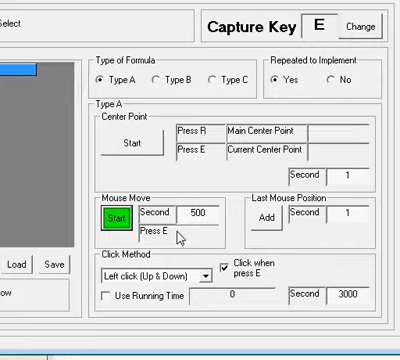 Select
Capture Key E Change
Type of Formula
Type A Type B Type C
Repeated to Implement
Yes No
Type A
Center Point
Start
Press R Main Center Point
Press E Current Center Point
Second 1
Mouse Move
Start
Second 500
Press E
Last Mouse Position
Add
Second 1
Load Save
Click Method
Left click (Up & Down)
Click when
press E
Use Running Time 0 Second 3000
ow